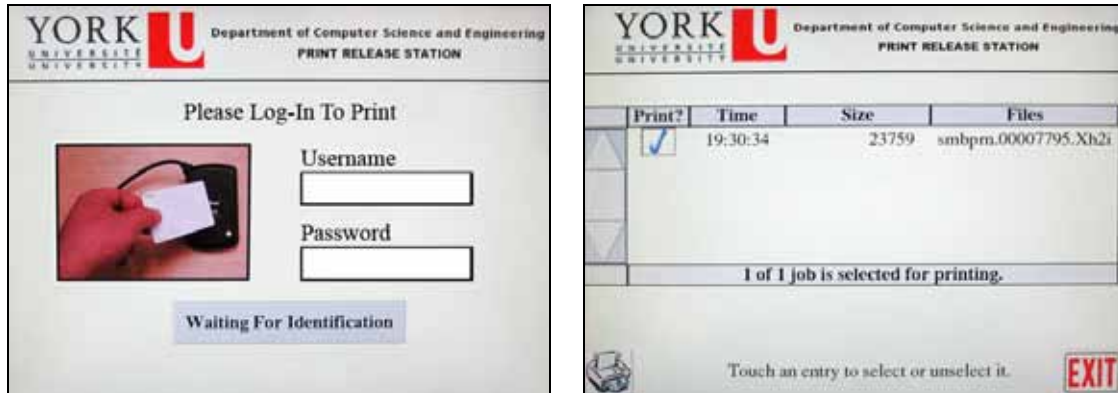 YORK U
UNIVERSITÉ
UNIVERSITY
Department of Computer Science and Engineering
PRINT RELEASE STATION
Please Log-In To Print
Username
Password
Waiting For Identification
YORK U
UNIVERSITÉ
UNIVERSITY
Department of Computer Science and Engineering
PRINT RELEASE STATION
Print? Time Size Files
19:30:34 23759 smbprn.00007795.Xh2i
1 of 1 job is selected for printing.
Touch an entry to select or unselect it.
EXIT